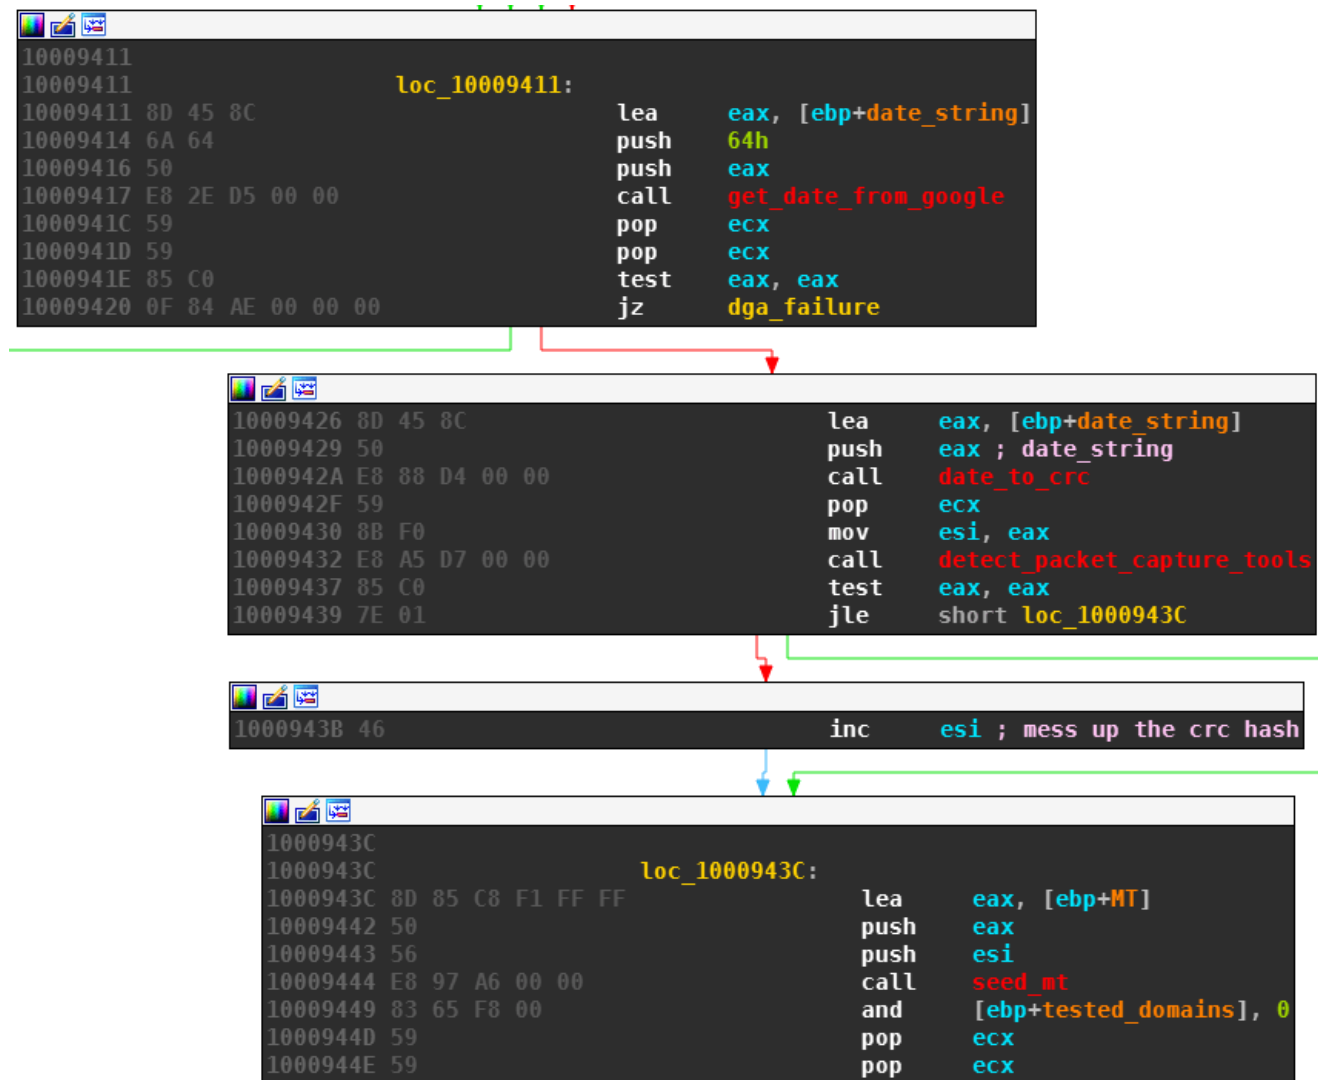 10009411
10009411 loc_10009411:
10009411 8D 45 8C lea eax, [ebp+date_string]
10009414 6A 64 push 64h
10009416 50 push eax
10009417 E8 2E D5 00 00 call get_date_from_google
1000941C 59 pop ecx
1000941D 59 pop ecx
1000941E 85 C0 test eax, eax
10009420 0F 84 AE 00 00 00 jz dga_failure
10009426 8D 45 8C lea eax, [ebp+date_string]
10009429 50 push eax ; date_string
1000942A E8 88 D4 00 00 call date_to_crc
1000942F 59 pop ecx
10009430 8B F0 mov esi, eax
10009432 E8 A5 D7 00 00 call detect_packet_capture_tools
10009437 85 C0 test eax, eax
10009439 7E 01 jle short loc_1000943C
1000943B 46 inc esi ; mess up the crc hash
1000943C
1000943C loc_1000943C:
1000943C 8D 85 C8 F1 FF FF lea eax, [ebp+MT]
10009442 50 push eax
10009443 56 push esi
10009444 E8 97 A6 00 00 call seed_mt
10009449 83 65 F8 00 and [ebp+tested_domains], 0
1000944D 59 pop ecx
1000944E 59 pop ecx